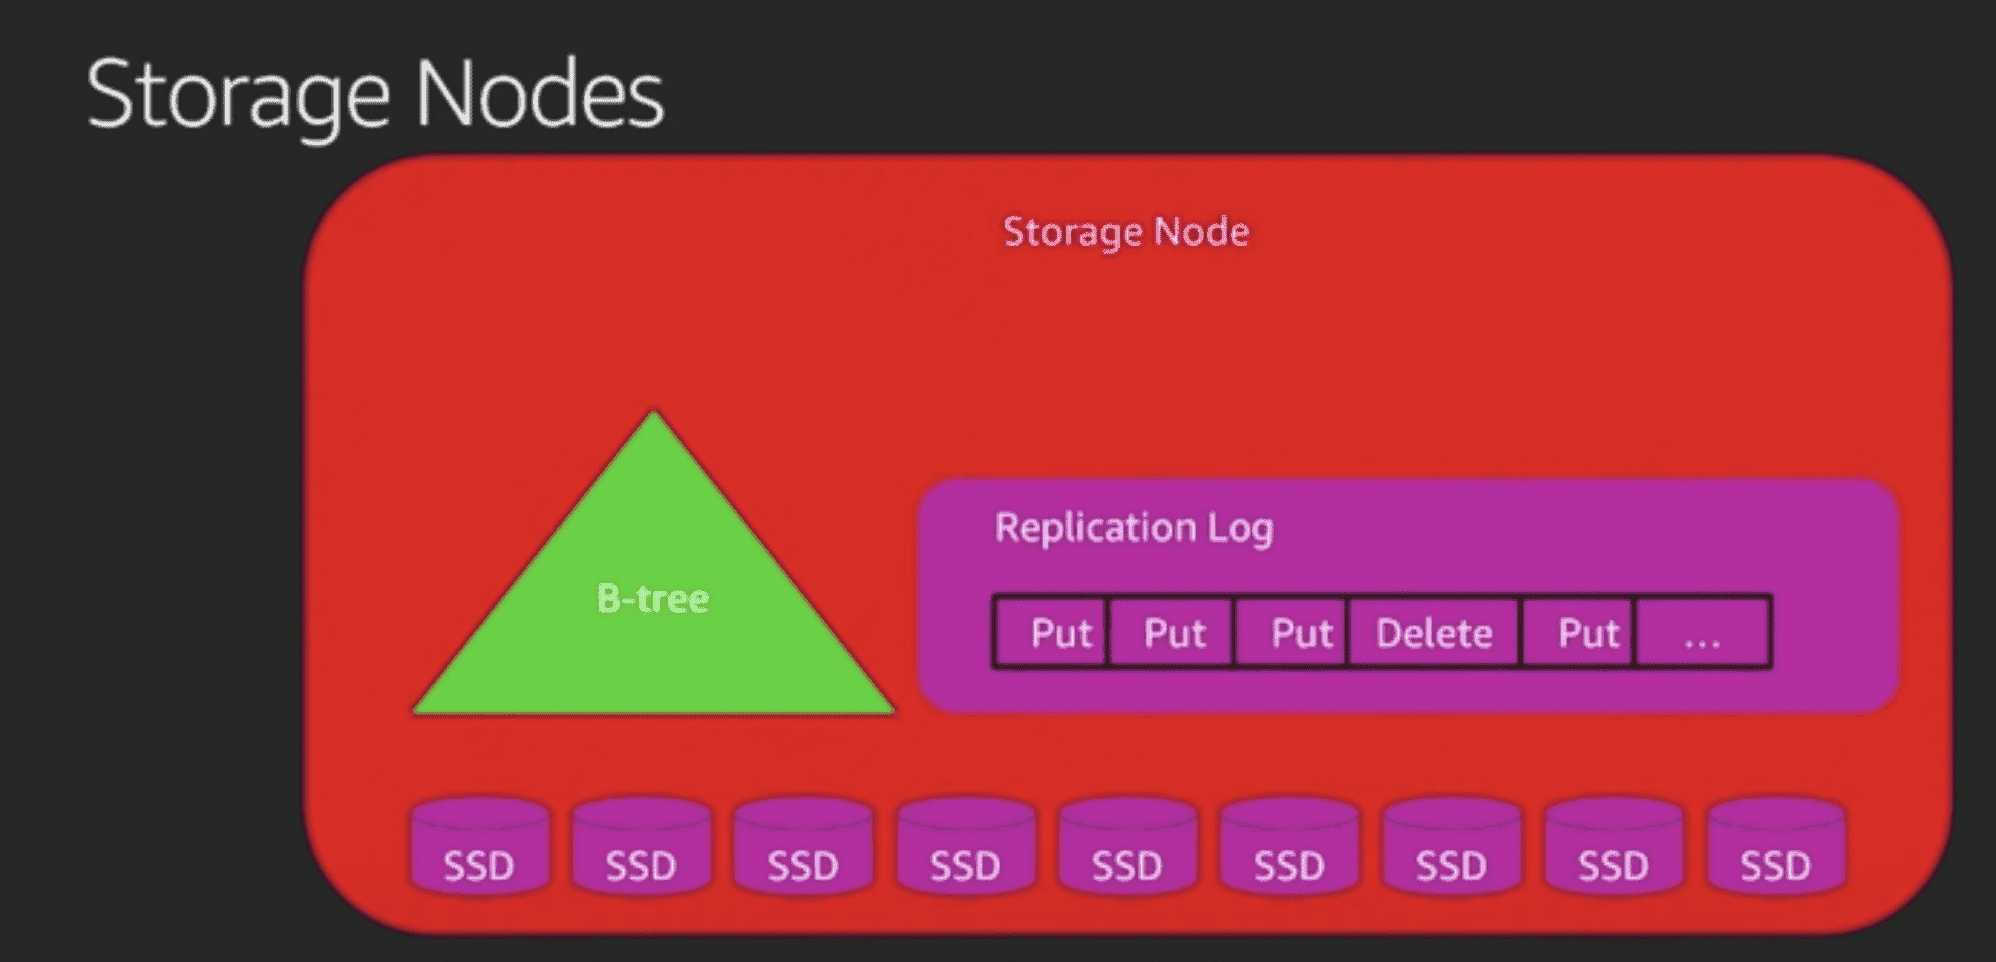 Storage Nodes
Storage Node
B-tree
Replication Log
Put Put Put Delete Put ...
SSD SSD SSD SSD SSD SSD SSD SSD SSD